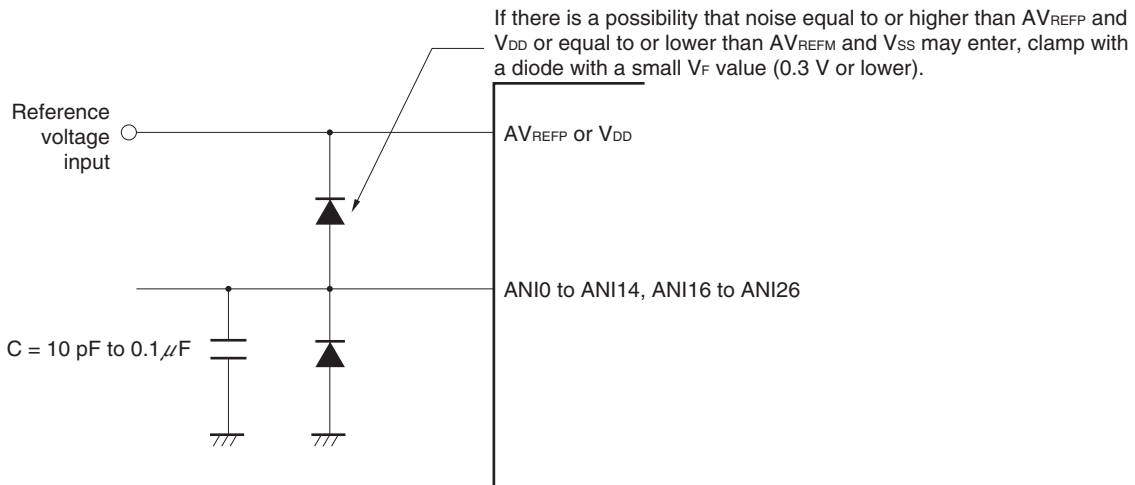 If there is a possibility that noise equal to or higher than AVREFP and
VDD or equal to or lower than AVREFM and VSS may enter, clamp with
a diode with a small VF value (0.3 V or lower).
Reference
voltage
input
AVREFP or VDD
ANI0 to ANI14, ANI16 to ANI26
C = 10 pF to 0.1 μF